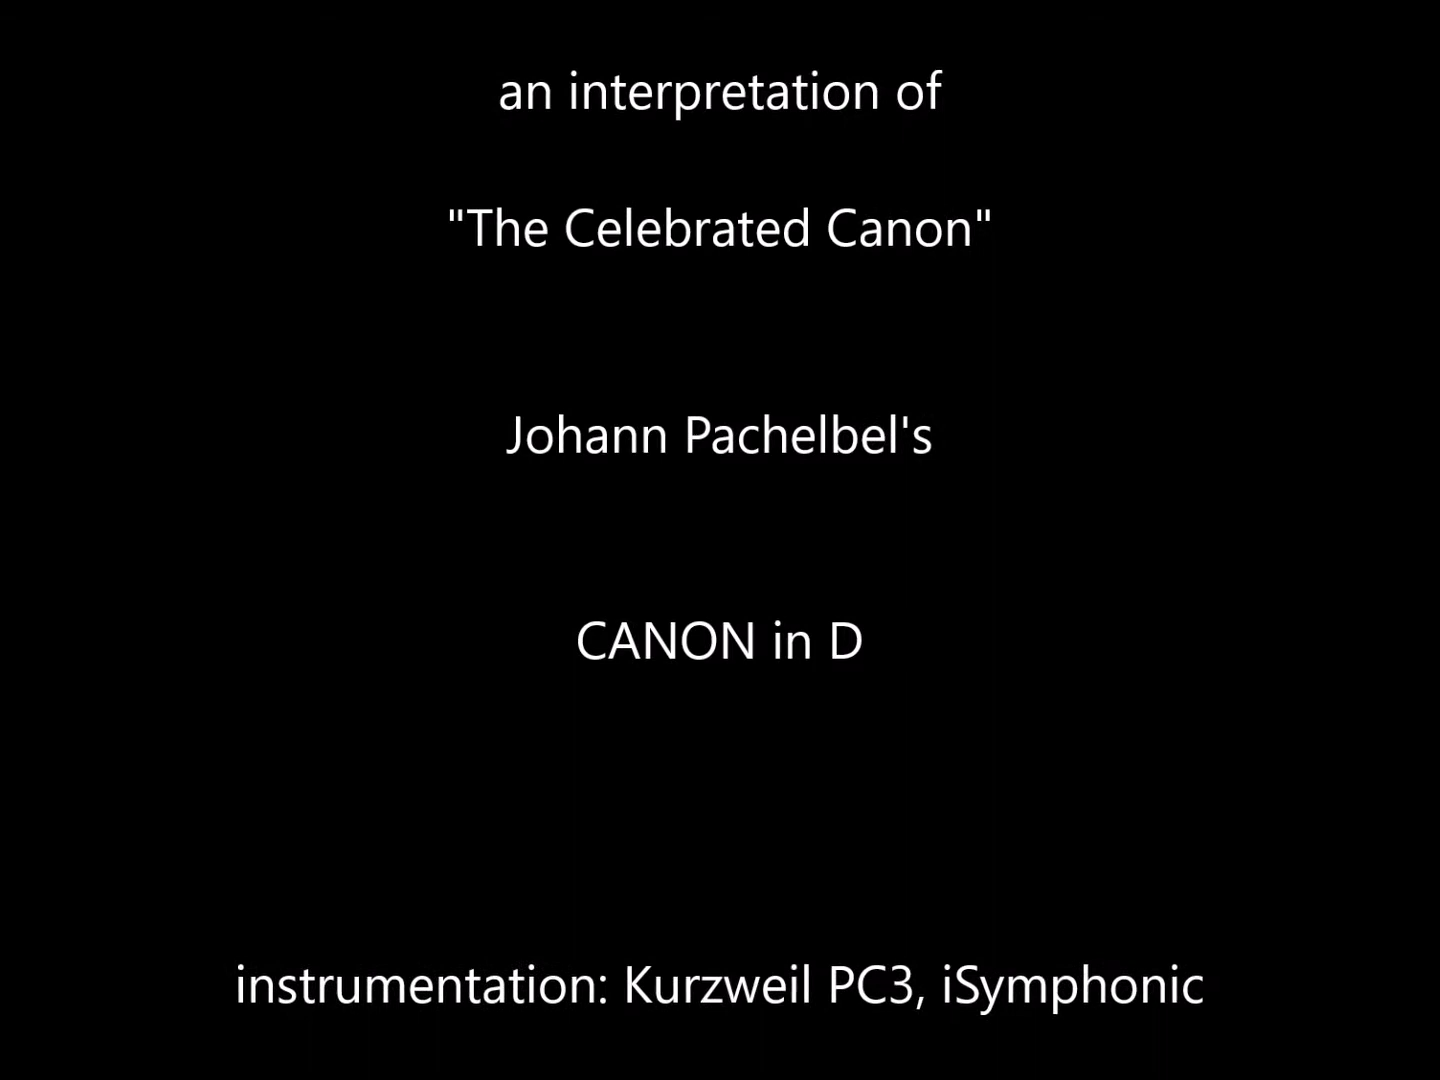 an interpretation of
"The Celebrated Canon"
Johann Pachelbel's
CANON in D
instrumentation: Kurzweil PC3, iSymphonic